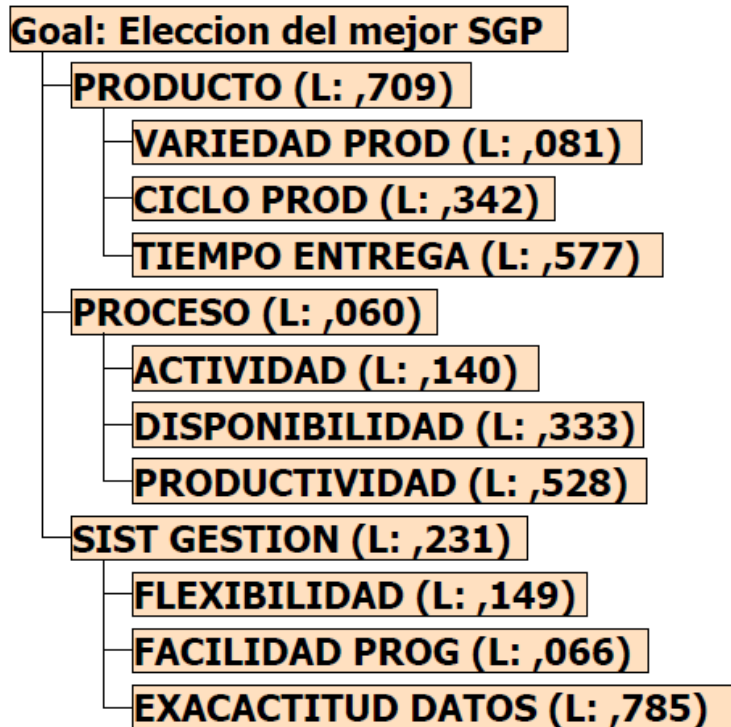 Goal: Eleccion del mejor SGP
PRODUCTO (L: ,709)
VARIEDAD PROD (L: ,081)
CICLO PROD (L: ,342)
TIEMPO ENTREGA (L: ,577)
PROCESO (L: ,060)
ACTIVIDAD (L: ,140)
DISPONIBILIDAD (L: ,333)
PRODUCTIVIDAD (L: ,528)
SIST GESTION (L: ,231)
FLEXIBILIDAD (L: ,149)
FACILIDAD PROG (L: ,066)
EXACACTITUD DATOS (L: ,785)